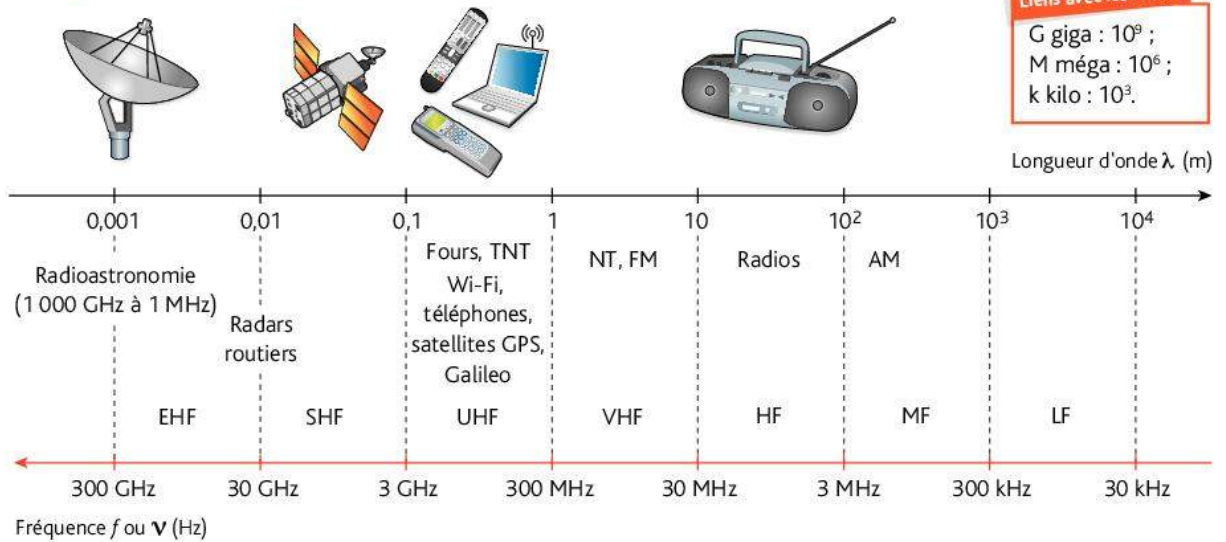 Liens avec les
G giga : 10⁹ ;
M méga : 10⁶ ;
k kilo : 10³.
Longueur d'onde λ (m)
0,001 0,01 0,1 1 10 10² 10³ 10⁴
Radioastronomie
(1 000 GHz à 1 MHz)
Radars
routiers
Fours, TNT
Wi-Fi,
téléphones,
satellites GPS,
Galileo
NT, FM
Radios
AM
EHF SHF UHF VHF HF MF LF
300 GHz 30 GHz 3 GHz 300 MHz 30 MHz 3 MHz 300 kHz 30 kHz
Fréquence f ou ν (Hz)